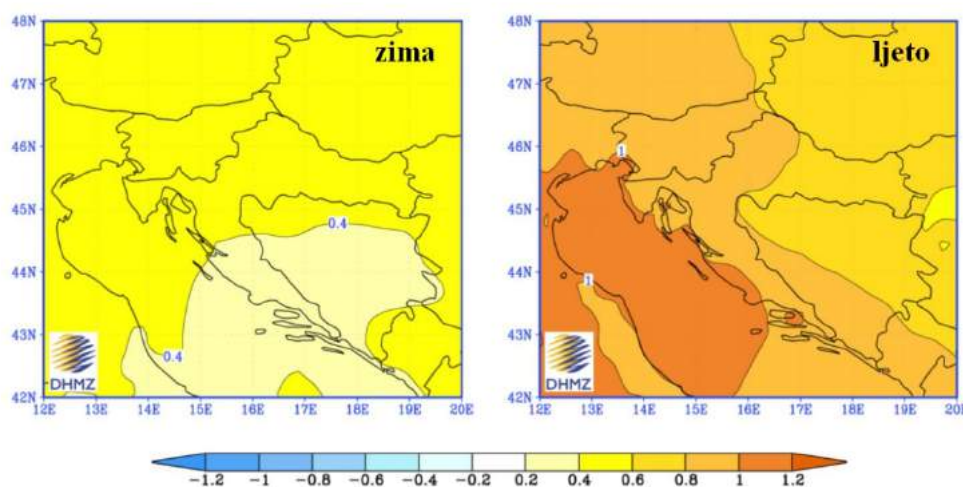 zima
48N
47N
46N
45N
44N
43N
42N
0.4
0.4
DHMZ
12E 13E 14E 15E 16E 17E 18E 19E 20E
ljeto
48N
47N
46N
45N
44N
43N
42N
1
1
DHMZ
12E 13E 14E 15E 16E 17E 18E 19E 20E
-1.2 -1 -0.8 -0.6 -0.4 -0.2 0.2 0.4 0.6 0.8 1 1.2